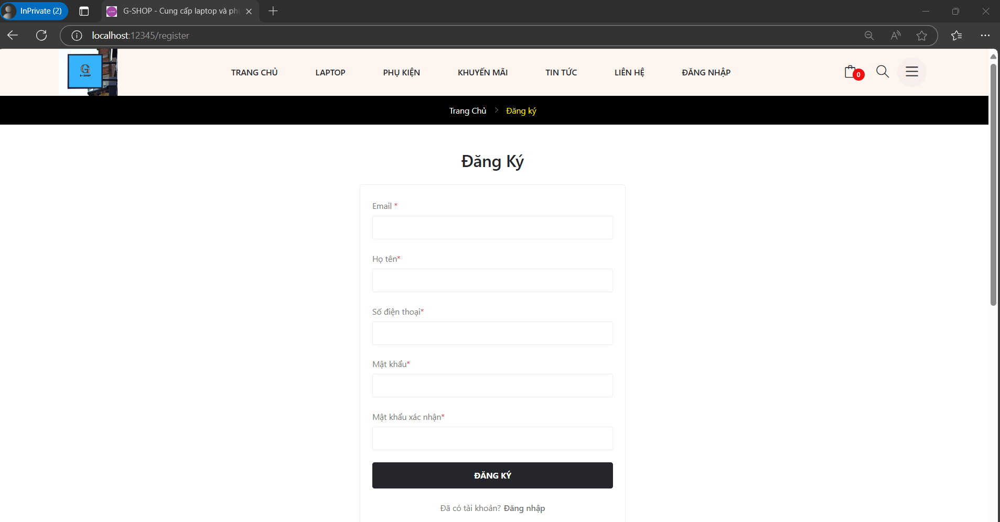 InPrivate (2)
G-SHOP - Cung cấp laptop và ph
localhost:12345/register
G
G-SHOP
TRANG CHỦ
LAPTOP
PHỤ KIỆN
KHUYẾN MÃI
TIN TỨC
LIÊN HỆ
ĐĂNG NHẬP
0
Trang Chủ > Đăng ký
Đăng Ký
Email *
Họ tên*
Số điện thoại*
Mật khẩu*
Mật khẩu xác nhận*
ĐĂNG KÝ
Đã có tài khoản? Đăng nhập